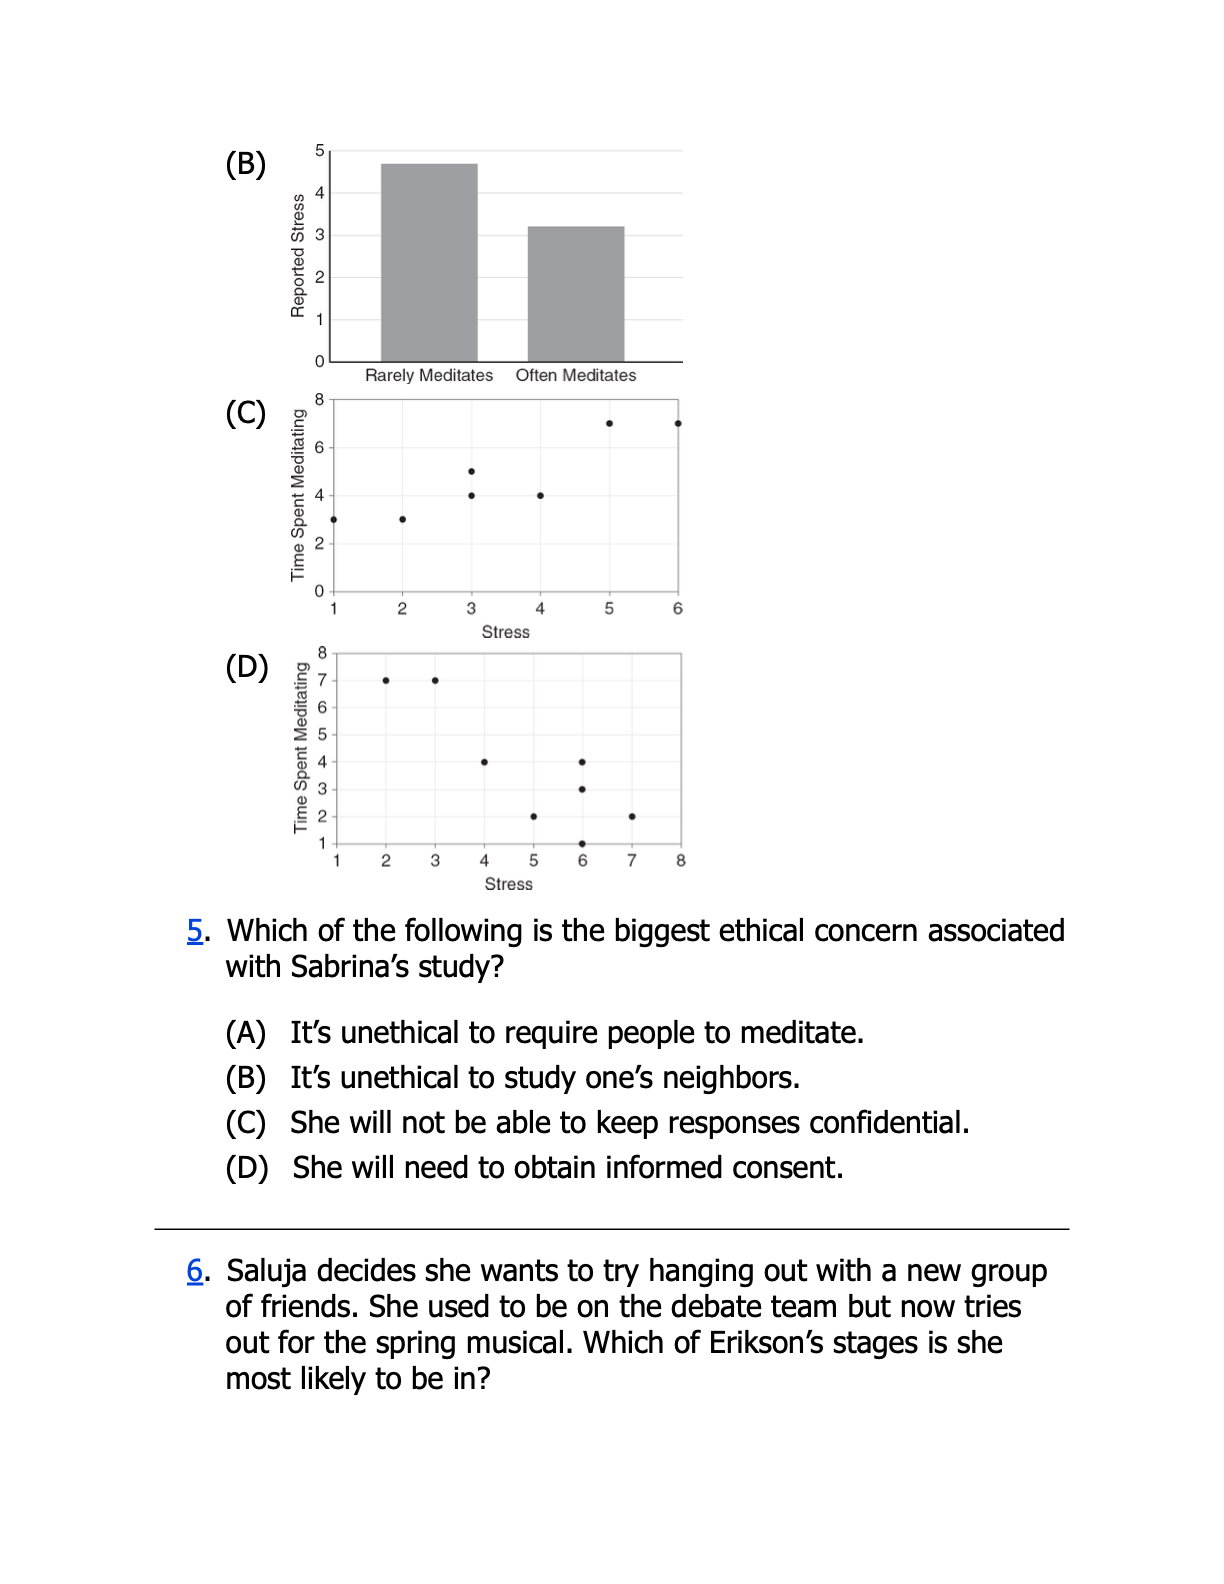 (B)
5
4
3
2
1
0
Reported Stress
Rarely Meditates Often Meditates
(C)
8
6
4
2
0
Time Spent Meditating
1 2 3 4 5 6
Stress
(D)
8
7
6
5
4
3
2
1
Time Spent Meditating
1 2 3 4 5 6 7 8
Stress
5. Which of the following is the biggest ethical concern associated
with Sabrina’s study?
(A) It’s unethical to require people to meditate.
(B) It’s unethical to study one’s neighbors.
(C) She will not be able to keep responses confidential.
(D) She will need to obtain informed consent.
6. Saluja decides she wants to try hanging out with a new group
of friends. She used to be on the debate team but now tries
out for the spring musical. Which of Erikson’s stages is she
most likely to be in?